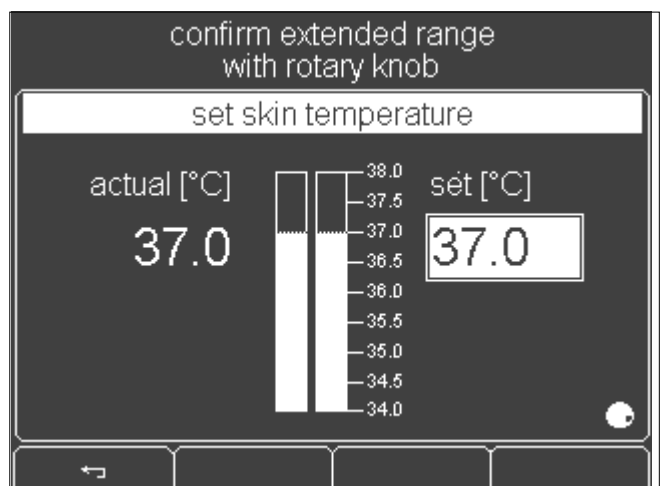 confirm extended range
with rotary knob
set skin temperature
actual [°C]
37.0
38.0
37.5
37.0
36.5
36.0
35.5
35.0
34.5
34.0
set [°C]
37.0